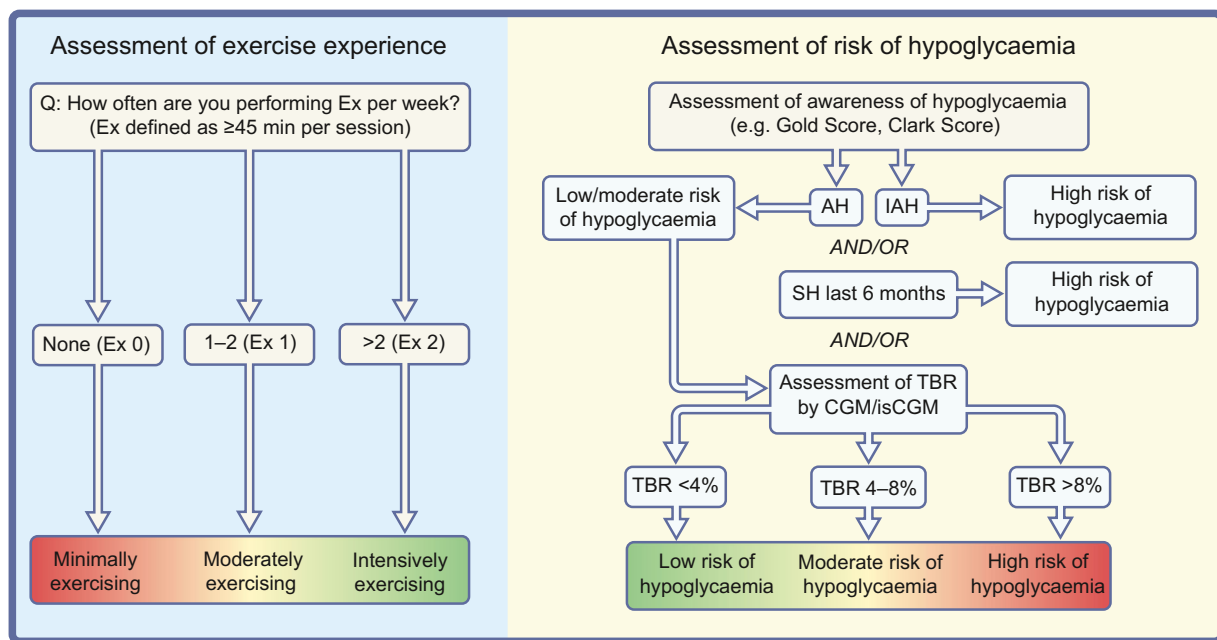 Assessment of exercise experience
Q: How often are you performing Ex per week?
(Ex defined as ≥45 min per session)
None (Ex 0)
1–2 (Ex 1)
>2 (Ex 2)
Minimally
exercising
Moderately
exercising
Intensively
exercising
Assessment of risk of hypoglycaemia
Assessment of awareness of hypoglycaemia
(e.g. Gold Score, Clark Score)
Low/moderate risk
of hypoglycaemia
AH
IAH
High risk of
hypoglycaemia
AND/OR
SH last 6 months
High risk of
hypoglycaemia
AND/OR
Assessment of TBR
by CGM/isCGM
TBR <4%
TBR 4–8%
TBR >8%
Low risk of
hypoglycaemia
Moderate risk of
hypoglycaemia
High risk of
hypoglycaemia